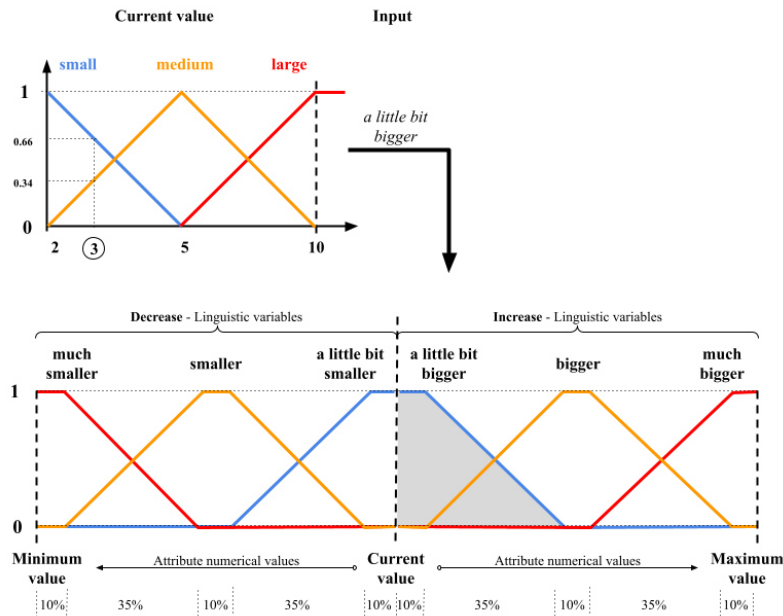 Current value Input
small medium large
1
a little bit
bigger
0.66
0.34
0
2 3 5 10
Decrease - Linguistic variables Increase - Linguistic variables
much
smaller
smaller
a little bit
smaller
a little bit
bigger
bigger
much
bigger
1
0
Minimum
value
Attribute numerical values
Current
value
Attribute numerical values
Maximum
value
10% 35% 10% 35% 10% 10% 35% 10% 35% 10%